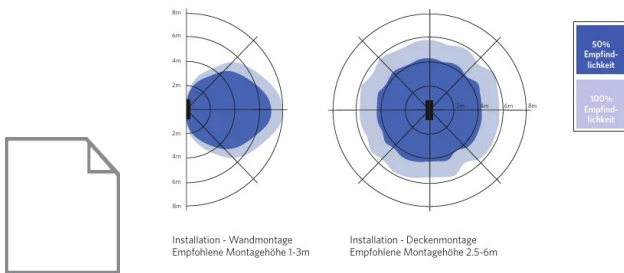 8m
6m
4m
2m
2m
4m
6m
8m
2m
4m
6m
8m
50%
Empfind-
lichkeit
100%
Empfind-
lichkeit
Installation - Wandmontage
Empfohlene Montagehöhe 1-3m
Installation - Deckenmontage
Empfohlene Montagehöhe 2.5-6m